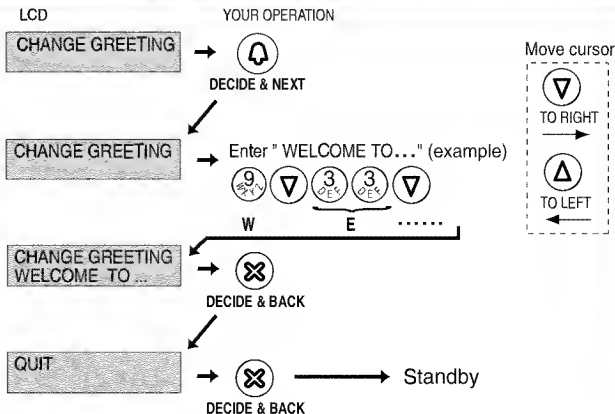 LCD
YOUR OPERATION
CHANGE GREETING
DECIDE & NEXT
Move cursor
TO RIGHT
TO LEFT
CHANGE GREETING
Enter " WELCOME TO..." (example)
9 WXYZ 3 DEF 3 DEF
W E ......
CHANGE GREETING
WELCOME TO ...
DECIDE & BACK
QUIT
Standby
DECIDE & BACK